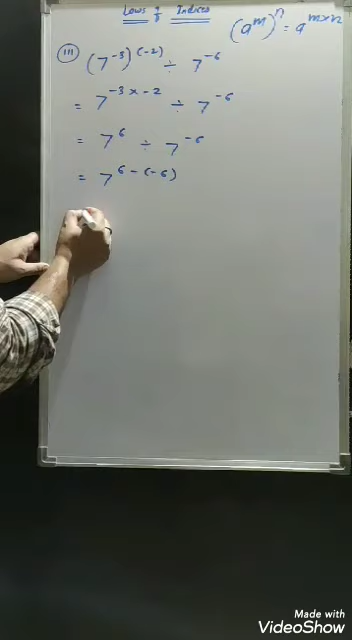 Laws of Indices
(a^m)^n = a^{m×n}
(iii) (7^{-3})^{(-2)} ÷ 7^{-6}
= 7^{-3×-2} ÷ 7^{-6}
= 7^6 ÷ 7^{-6}
= 7^{6-(-6)}
Made with
VideoShow